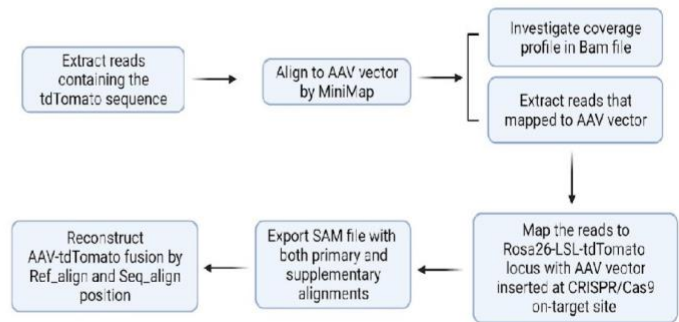 Extract reads
containing the
tdTomato sequence
Align to AAV vector
by MiniMap
Investigate coverage
profile in Bam file
Extract reads that
mapped to AAV vector
Map the reads to
Rosa26-LSL-tdTomato
locus with AAV vector
inserted at CRISPR/Cas9
on-target site
Export SAM file with
both primary and
supplementary
alignments
Reconstruct
AAV-tdTomato fusion by
Ref_align and Seq_align
position